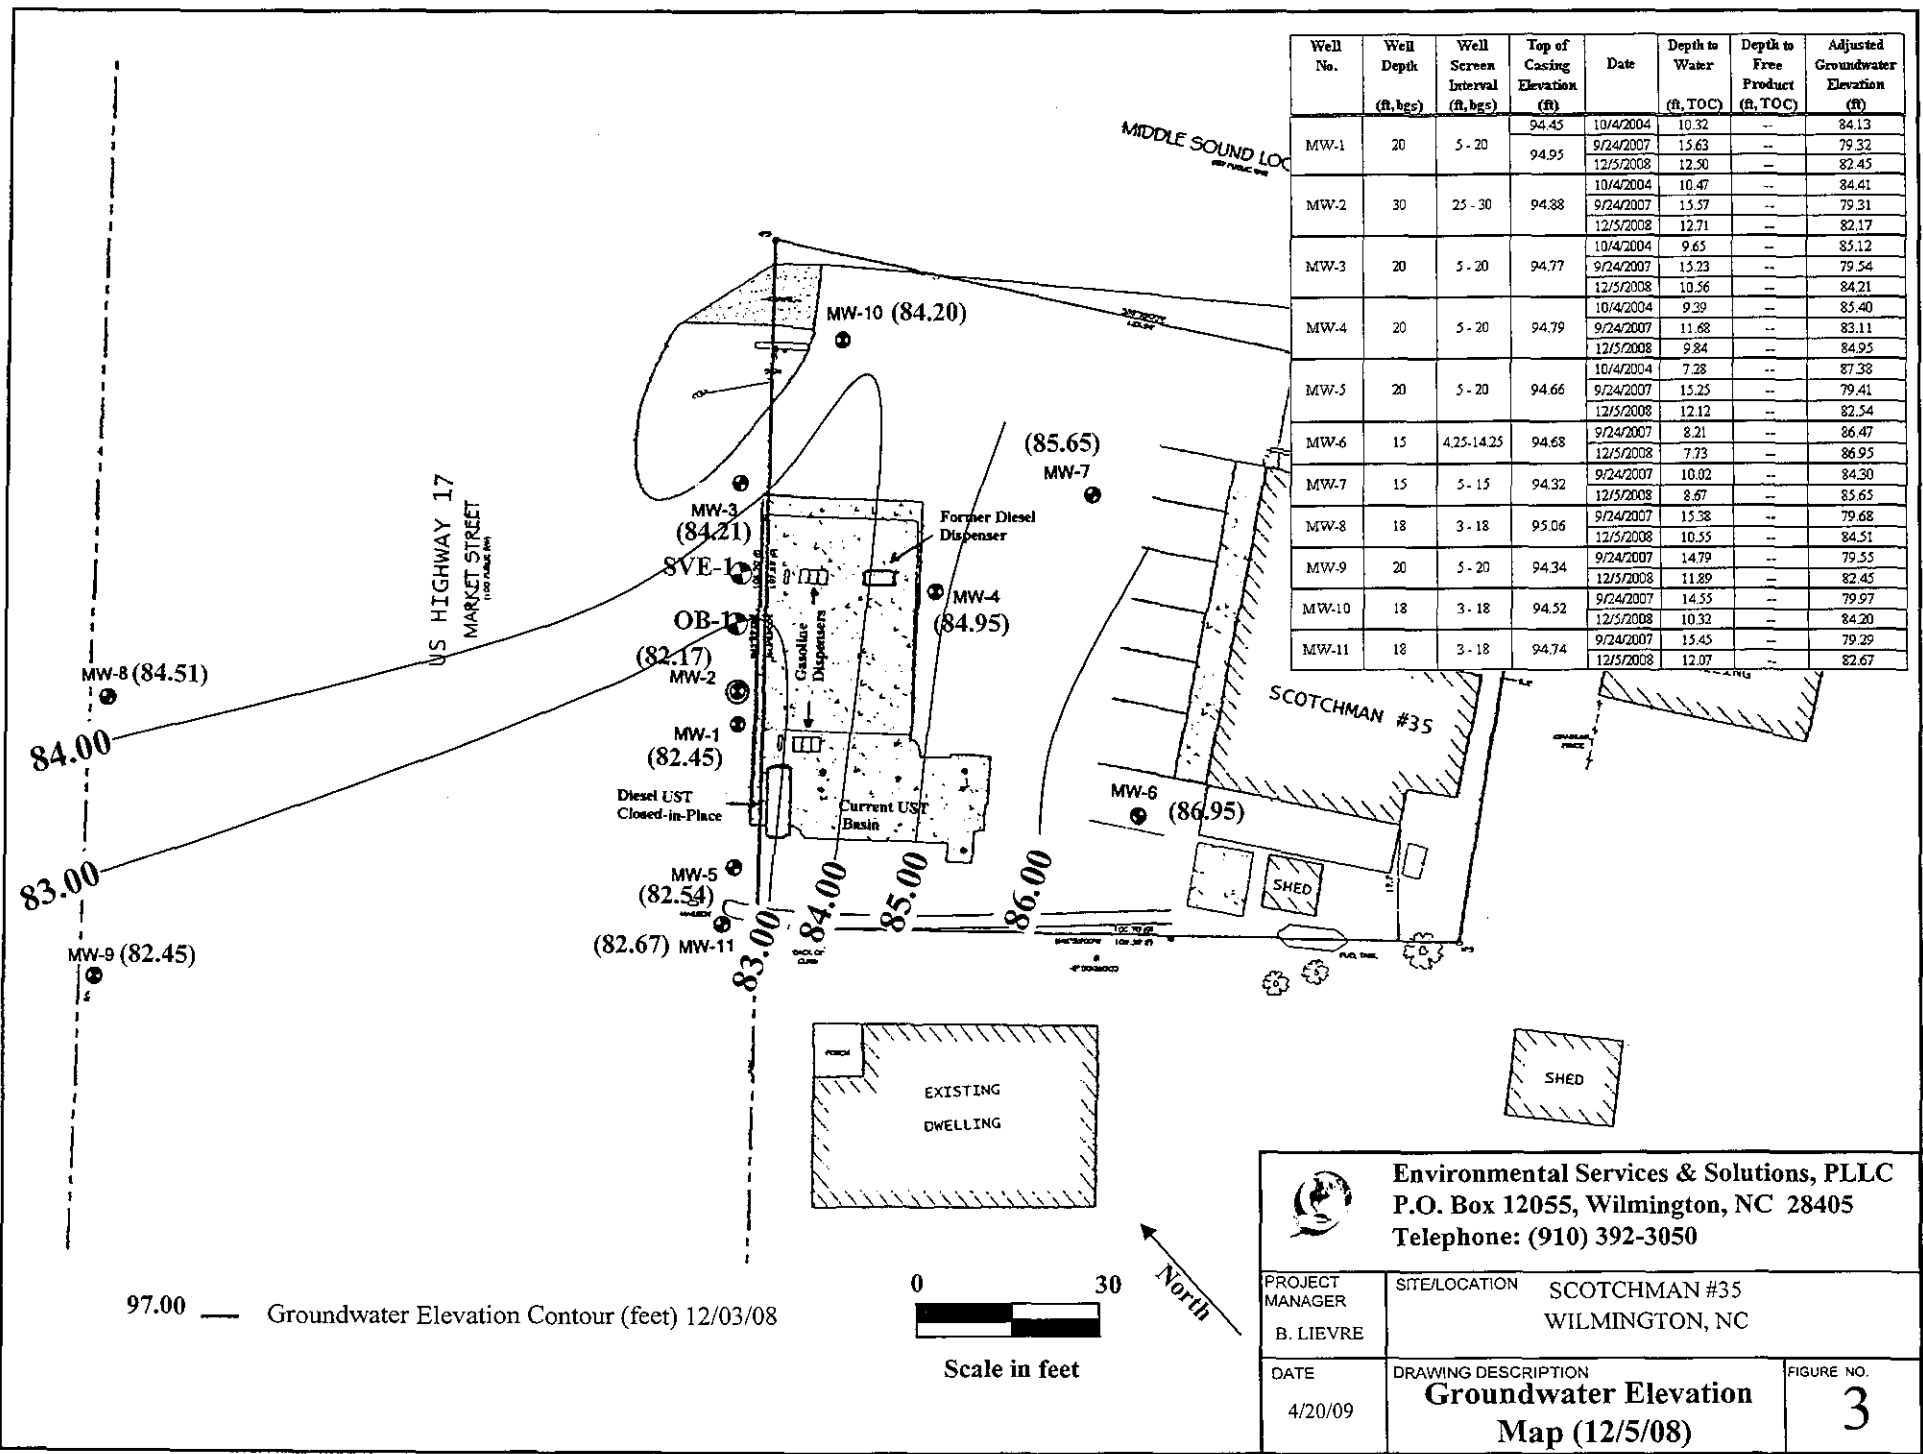 Well No. | Well Depth (ft, bgs) | Well Screen Interval (ft, bgs) | Top of Casing Elevation (ft) | Date | Depth to Water (ft, TOC) | Depth to Free Product (ft, TOC) | Adjusted Groundwater Elevation (ft)
MW-1 | 20 | 5 - 20 | 94.45 | 10/4/2004 | 10.32 | -- | 84.13
94.95 | 9/24/2007 | 15.63 | -- | 79.32
12/5/2008 | 12.50 | -- | 82.45
MW-2 | 30 | 25 - 30 | 94.88 | 10/4/2004 | 10.47 | -- | 84.41
9/24/2007 | 15.57 | -- | 79.31
12/5/2008 | 12.71 | -- | 82.17
MW-3 | 20 | 5 - 20 | 94.77 | 10/4/2004 | 9.65 | -- | 85.12
9/24/2007 | 15.23 | -- | 79.54
12/5/2008 | 10.56 | -- | 84.21
MW-4 | 20 | 5 - 20 | 94.79 | 10/4/2004 | 9.39 | -- | 85.40
9/24/2007 | 11.68 | -- | 83.11
12/5/2008 | 9.84 | -- | 84.95
MW-5 | 20 | 5 - 20 | 94.66 | 10/4/2004 | 7.28 | -- | 87.38
9/24/2007 | 15.25 | -- | 79.41
12/5/2008 | 12.12 | -- | 82.54
MW-6 | 15 | 4.25-14.25 | 94.68 | 9/24/2007 | 8.21 | -- | 86.47
12/5/2008 | 7.73 | -- | 86.95
MW-7 | 15 | 5 - 15 | 94.32 | 9/24/2007 | 10.02 | -- | 84.30
12/5/2008 | 8.67 | -- | 85.65
MW-8 | 18 | 3 - 18 | 95.06 | 9/24/2007 | 15.38 | -- | 79.68
12/5/2008 | 10.55 | -- | 84.51
MW-9 | 20 | 5 - 20 | 94.34 | 9/24/2007 | 14.79 | -- | 79.55
12/5/2008 | 11.89 | -- | 82.45
MW-10 | 18 | 3 - 18 | 94.52 | 9/24/2007 | 14.55 | -- | 79.97
12/5/2008 | 10.32 | -- | 84.20
MW-11 | 18 | 3 - 18 | 94.74 | 9/24/2007 | 15.45 | -- | 79.29
12/5/2008 | 12.07 | -- | 82.67
MIDDLE SOUND LOO
MW-10 (84.20)
(85.65)
MW-7
US HIGHWAY 17
MARKET STREET
MW-3
(84.21)
Former Diesel
Dispenser
SVE-1
MW-4
(84.95)
OB-1
Gasoline
Dispensers
(82.17)
MW-2
MW-8 (84.51)
84.00
MW-1
(82.45)
SCOTCHMAN #35
Diesel UST
Closed-in-Place
Current UST
Basin
MW-6
(86.95)
83.00
MW-5
(82.54)
SHED
(82.67) MW-11
MW-9 (82.45)
83.00
84.00
85.00
86.00
BACK OF
CURB
PORCH
EXISTING
DWELLING
SHED
97.00 — Groundwater Elevation Contour (feet) 12/03/08
0 30
Scale in feet
North
Environmental Services & Solutions, PLLC
P.O. Box 12055, Wilmington, NC 28405
Telephone: (910) 392-3050
PROJECT
MANAGER
B. LIEVRE
SITE/LOCATION
SCOTCHMAN #35
WILMINGTON, NC
DATE
4/20/09
DRAWING DESCRIPTION
Groundwater Elevation
Map (12/5/08)
FIGURE NO.
3